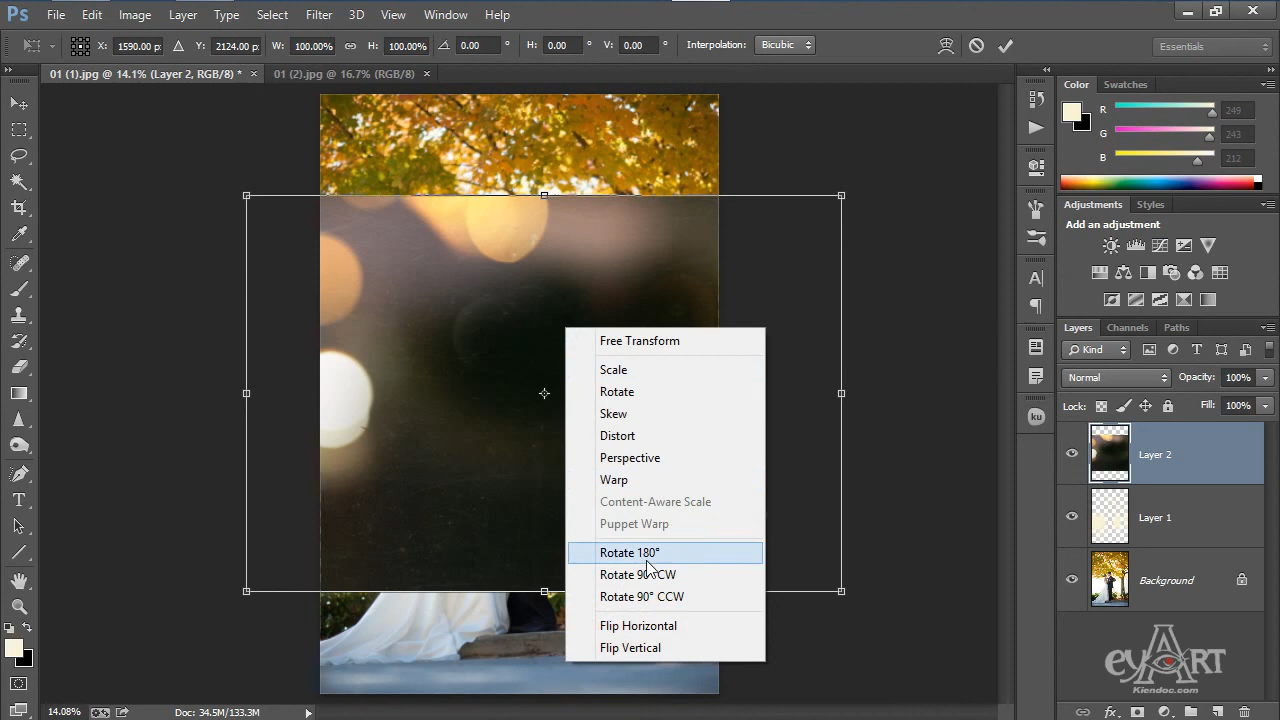 Ps File Edit Image Layer Type Select Filter 3D View Window Help
X: 1590.00 p: Y: 2124.00 p: W: 100.00% H: 100.00% 0.00 ° H: 0.00 ° V: 0.00 ° Interpolation: Bicubic Essentials
01 (1).jpg @ 14.1% (Layer 2, RGB/8) * × 01 (2).jpg @ 16.7% (RGB/8) ×
Color Swatches
R 249
G 243
B 212
Adjustments Styles
Add an adjustment
Layers Channels Paths
Kind
Normal Opacity: 100%
Lock: Fill: 100%
Layer 2
Layer 1
Background
Free Transform
Scale
Rotate
Skew
Distort
Perspective
Warp
Content-Aware Scale
Puppet Warp
Rotate 180°
Rotate 90° CW
Rotate 90° CCW
Flip Horizontal
Flip Vertical
ku
eyART
Kiendoc.com
14.08% Doc: 34.5M/133.3M